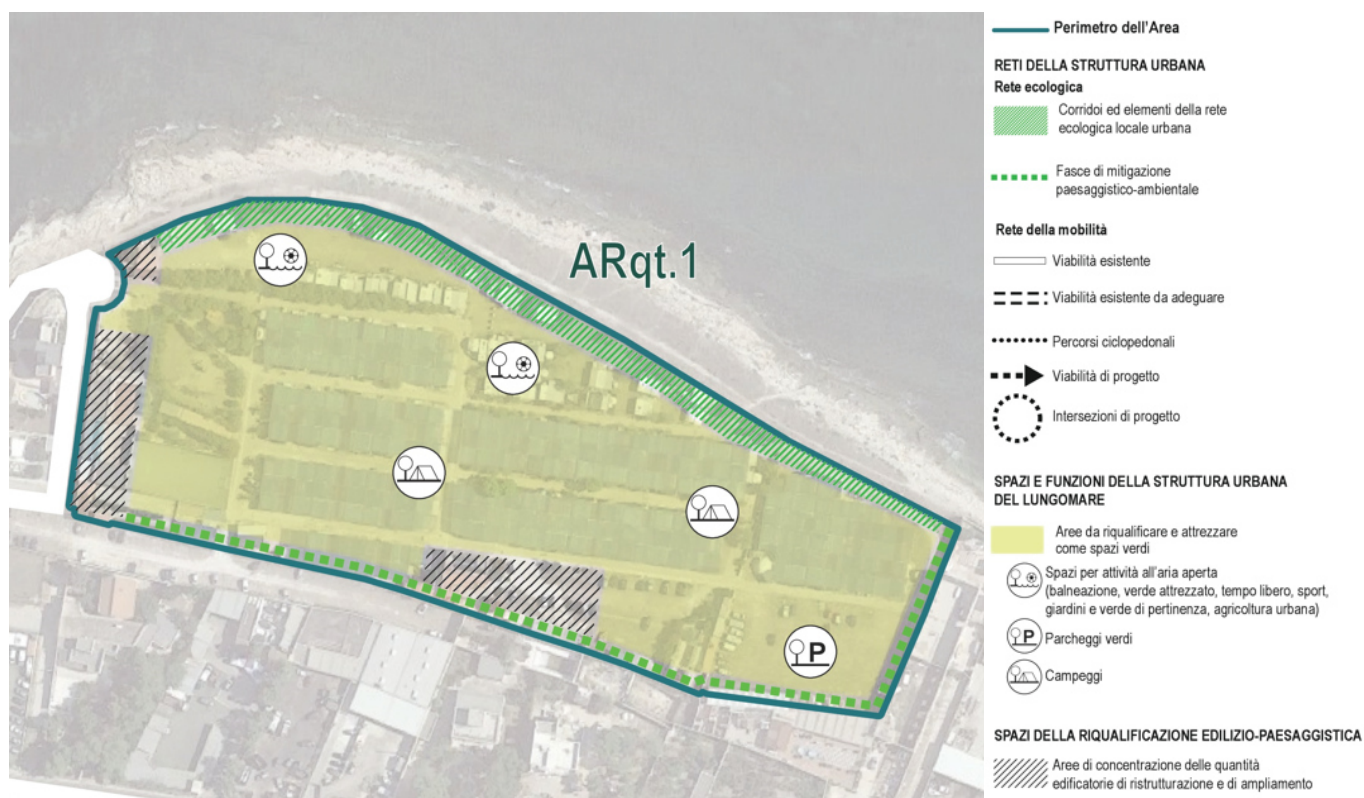 ARqt.1
P
Perimetro dell'Area
RETI DELLA STRUTTURA URBANA
Rete ecologica
Corridoi ed elementi della rete
ecologica locale urbana
Fasce di mitigazione
paesaggistico-ambientale
Rete della mobilità
Viabilità esistente
Viabilità esistente da adeguare
Percorsi ciclopedonali
Viabilità di progetto
Intersezioni di progetto
SPAZI E FUNZIONI DELLA STRUTTURA URBANA
DEL LUNGOMARE
Aree da riqualificare e attrezzare
come spazi verdi
Spazi per attività all'aria aperta
(balneazione, verde attrezzato, tempo libero, sport,
giardini e verde di pertinenza, agricoltura urbana)
P Parcheggi verdi
Campeggi
SPAZI DELLA RIQUALIFICAZIONE EDILIZIO-PAESAGGISTICA
Aree di concentrazione delle quantità
edificatorie di ristrutturazione e di ampliamento